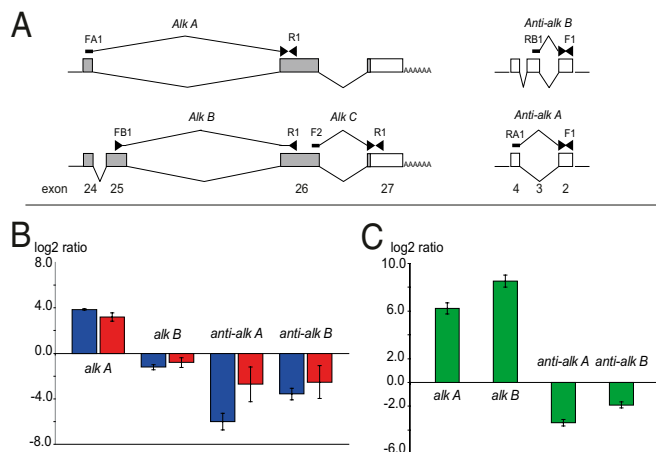 A
Alk A
Anti-alk B
FA1
R1
RB1
F1
AAAAAA
Alk B
Alk C
Anti-alk A
FB1
R1
F2
R1
RA1
F1
AAAAAA
exon
24
25
26
27
4
3
2
B
log2 ratio
8.0
4.0
0.0
-4.0
-8.0
alk A
alk B
anti-alk A
anti-alk B
C
log2 ratio
10.0
6.0
2.0
0.0
-2.0
-6.0
alk A
alk B
anti-alk A
anti-alk B